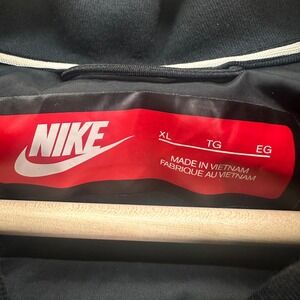 NIKE
XL TG EG
MADE IN VIETNAM
FABRIQUE AU VIETNAM